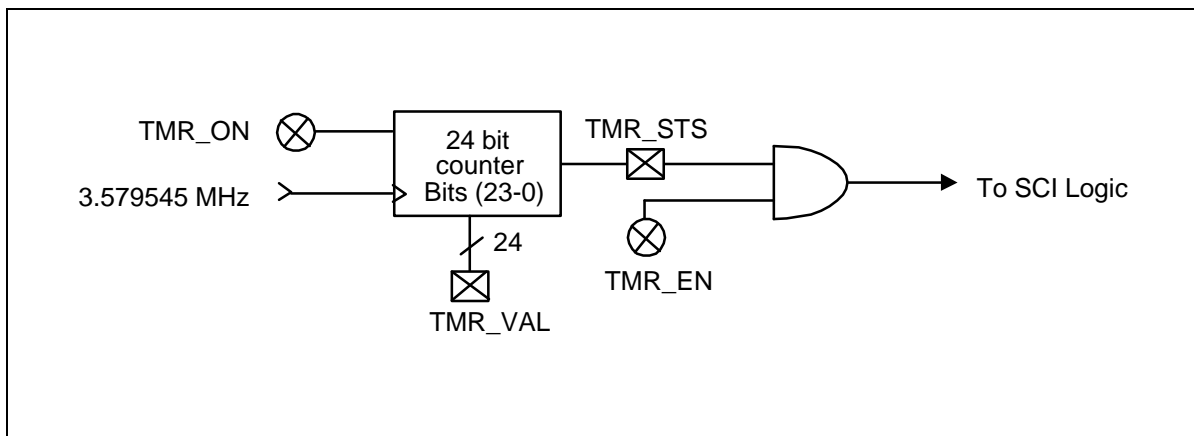 TMR_ON
3.579545 MHz
24 bit
counter
Bits (23-0)
24
TMR_VAL
TMR_STS
TMR_EN
To SCI Logic